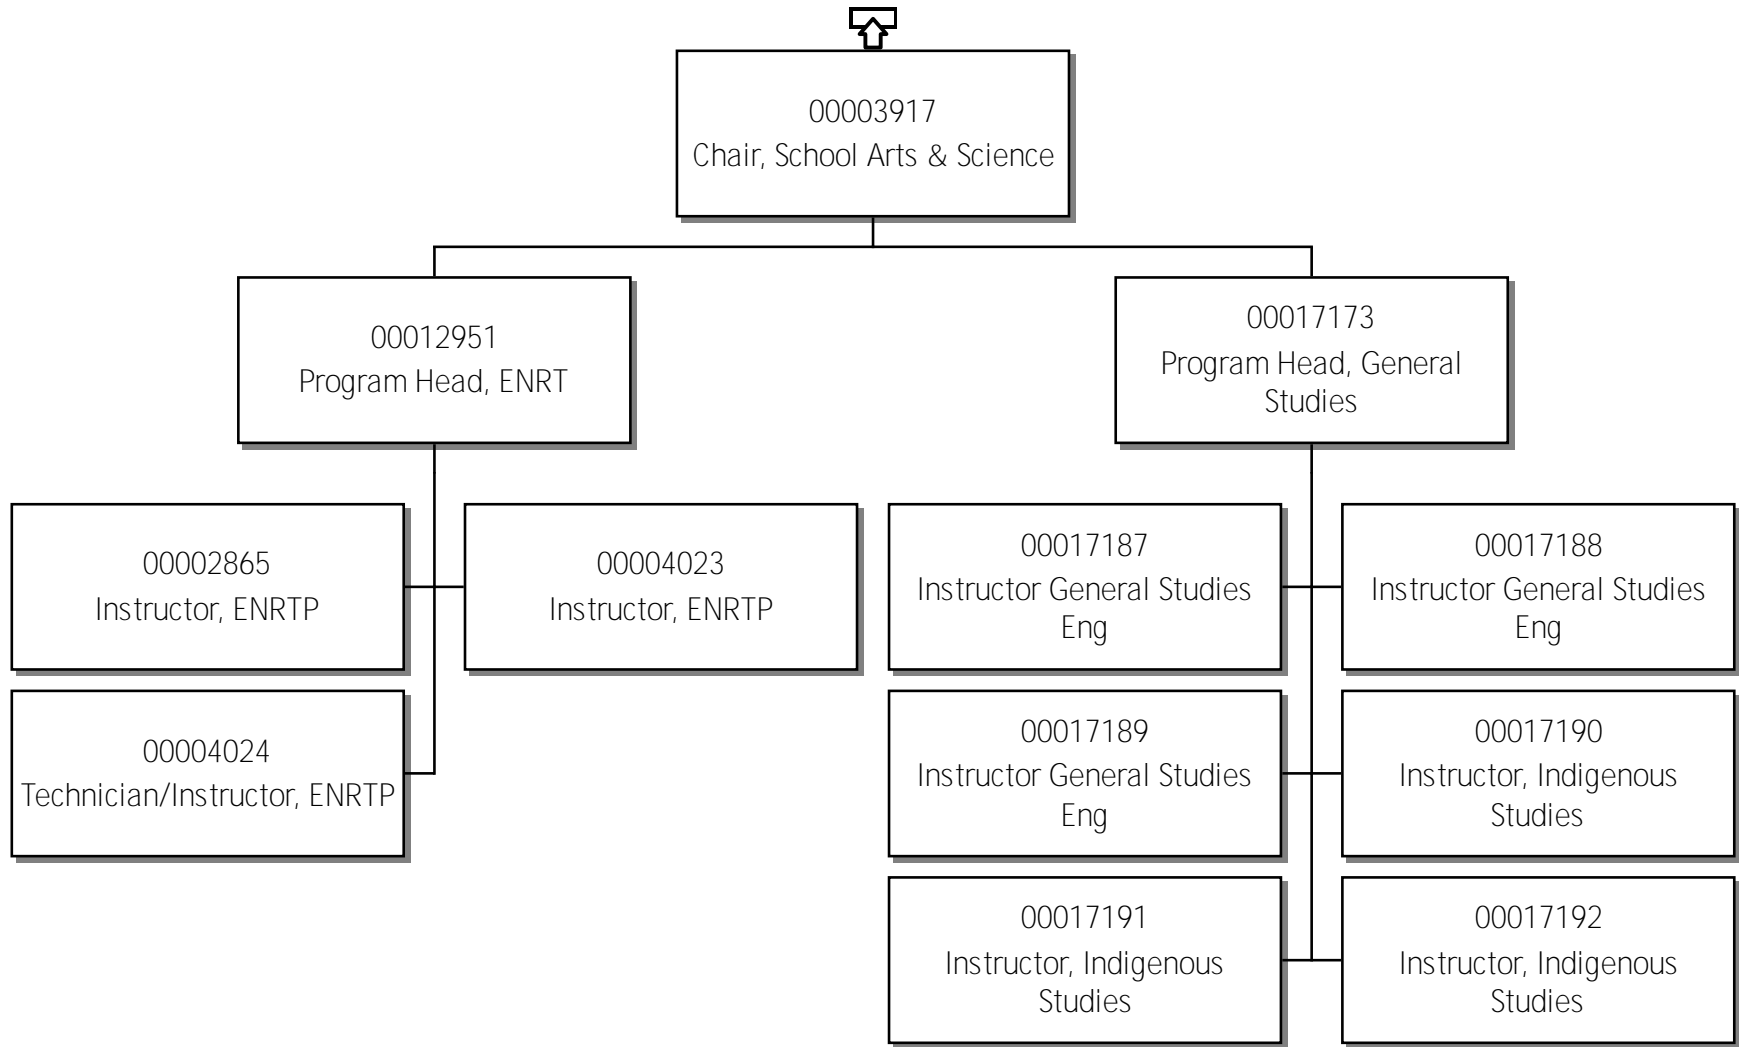 00003917
Chair, School Arts & Science
00012951
Program Head, ENRT
00017173
Program Head, General
Studies
00002865
Instructor, ENRTP
00004023
Instructor, ENRTP
00004024
Technician/Instructor, ENRTP
00017187
Instructor General Studies
Eng
00017188
Instructor General Studies
Eng
00017189
Instructor General Studies
Eng
00017190
Instructor, Indigenous
Studies
00017191
Instructor, Indigenous
Studies
00017192
Instructor, Indigenous
Studies